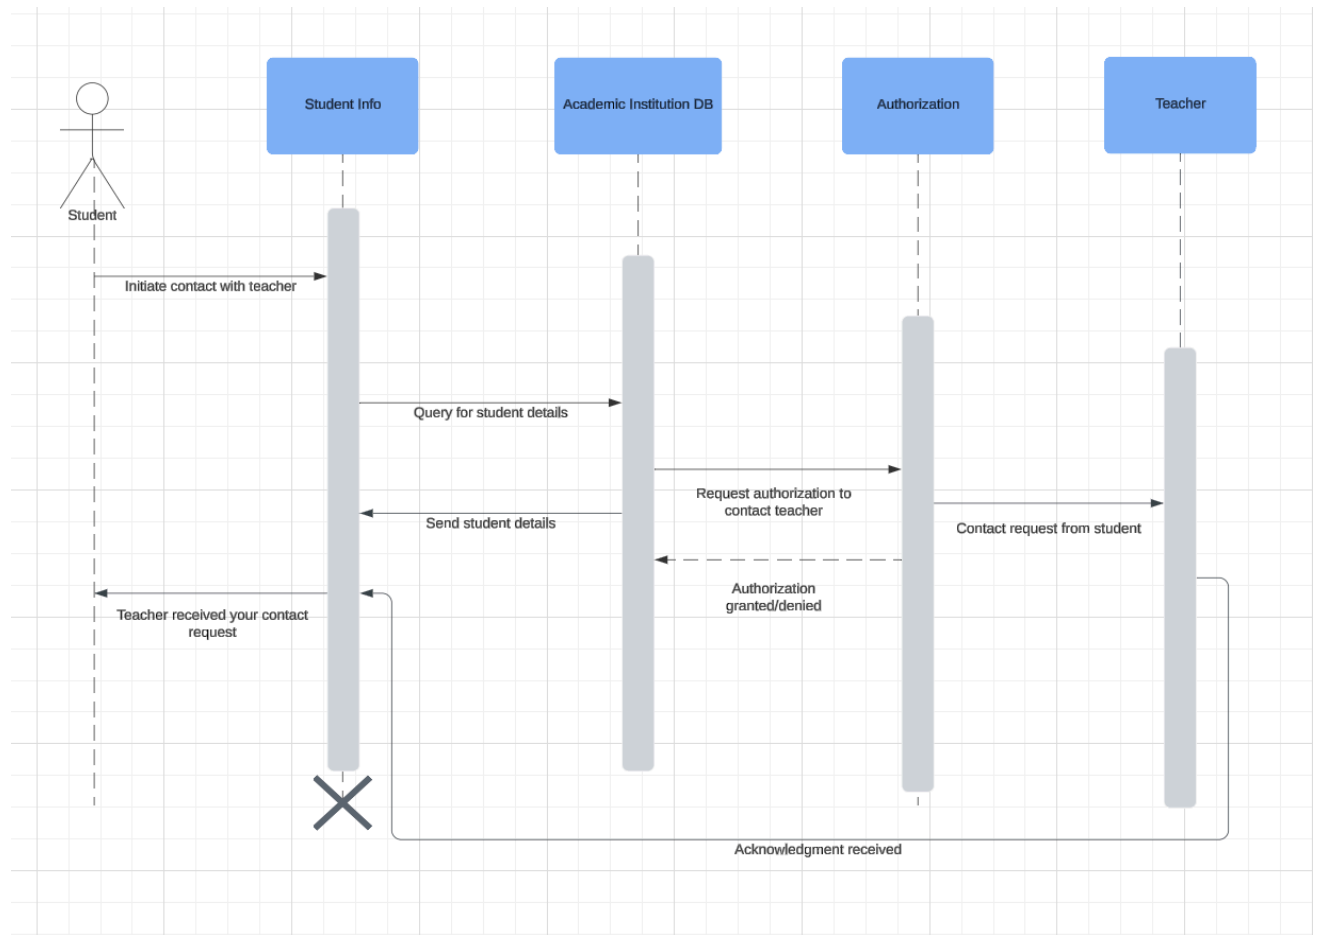 Student Info
Academic Institution DB
Authorization
Teacher
Student
Initiate contact with teacher
Query for student details
Request authorization to
contact teacher
Send student details
Contact request from student
Authorization
granted/denied
Teacher received your contact
request
Acknowledgment received